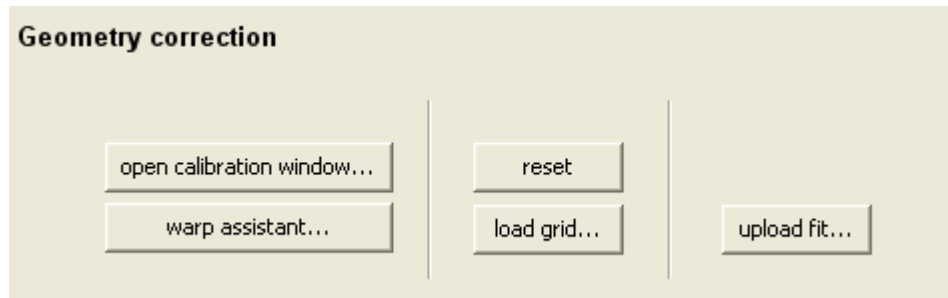 Geometry correction
open calibration window...
reset
warp assistant...
load grid...
upload fit...